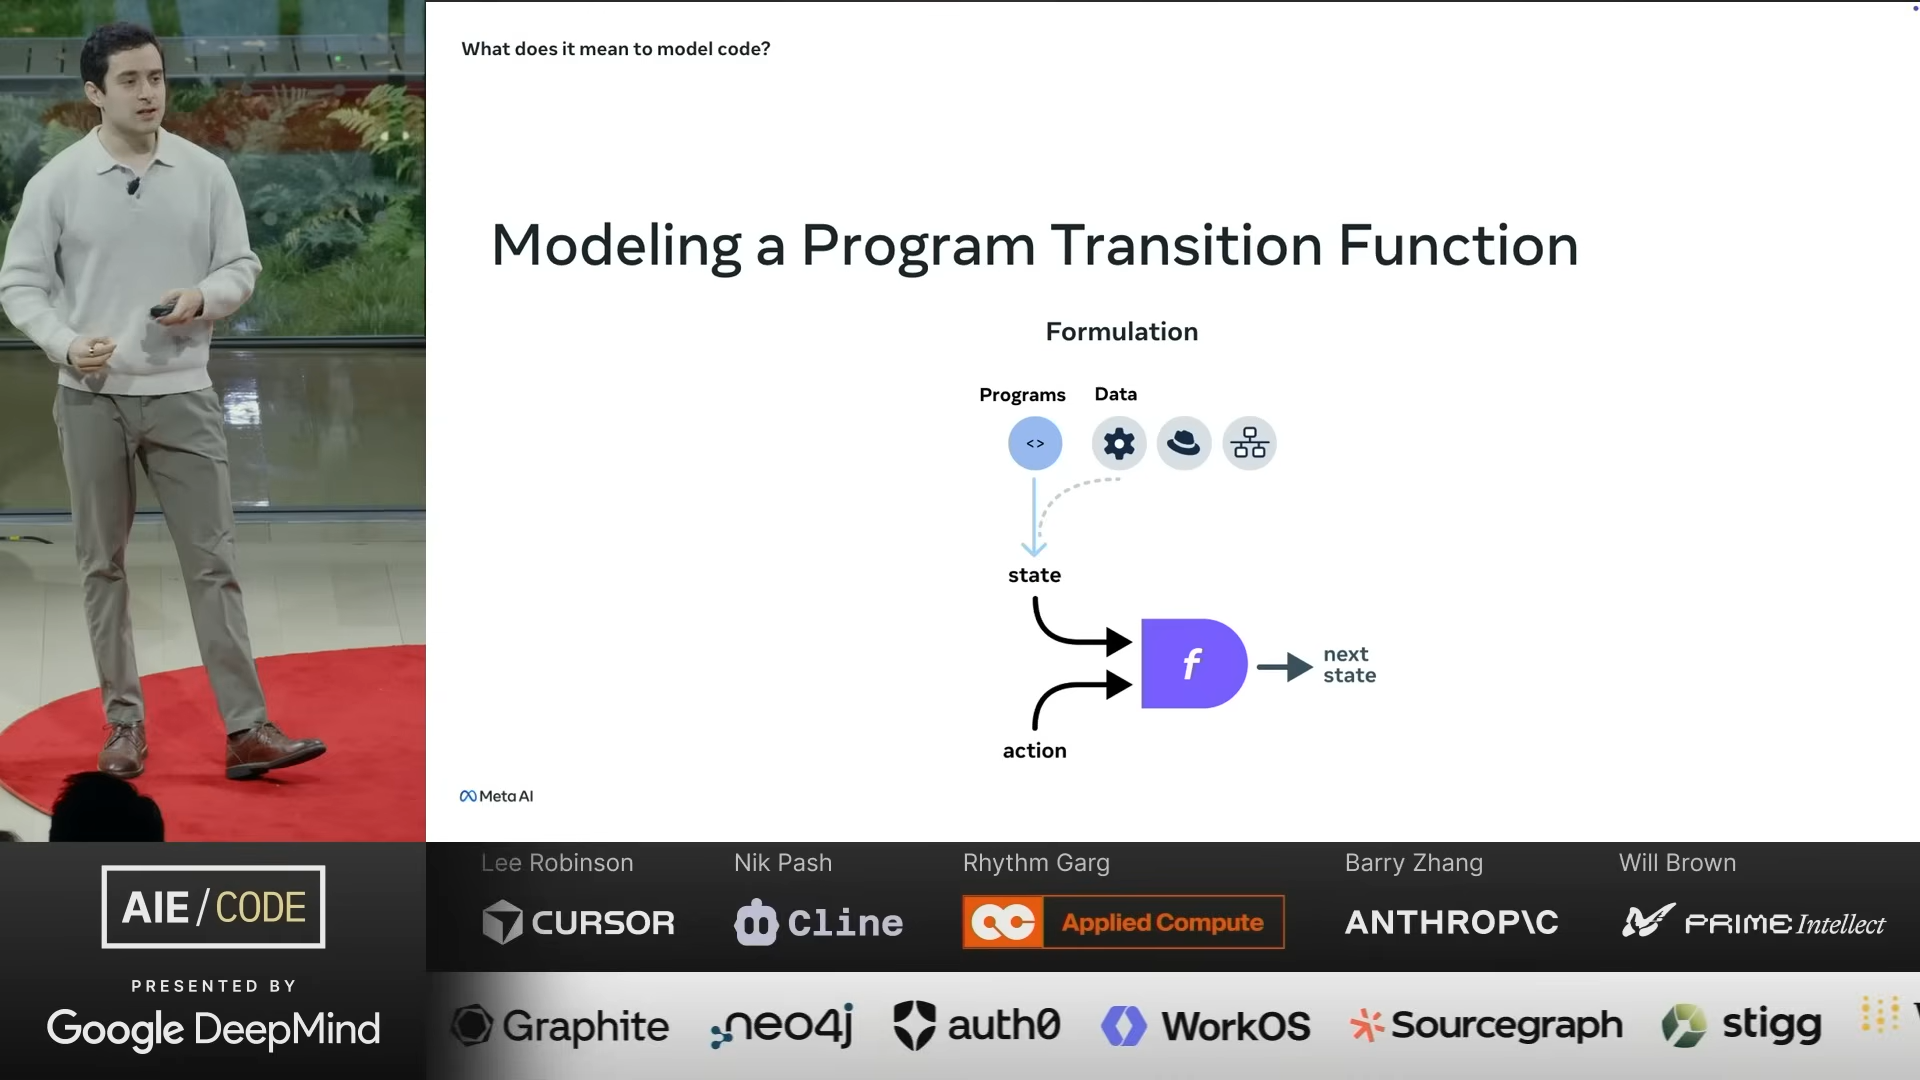 What does it mean to model code?
Modeling a Program Transition Function
Formulation
Programs Data
<>
state
f
next
state
action
Meta AI
Lee Robinson Nik Pash Rhythm Garg Barry Zhang Will Brown
CURSOR Cline Applied Compute ANTHROP\C PRIME Intellect
AIE/CODE
PRESENTED BY
Google DeepMind
Graphite neo4j auth0 WorkOS Sourcegraph stigg